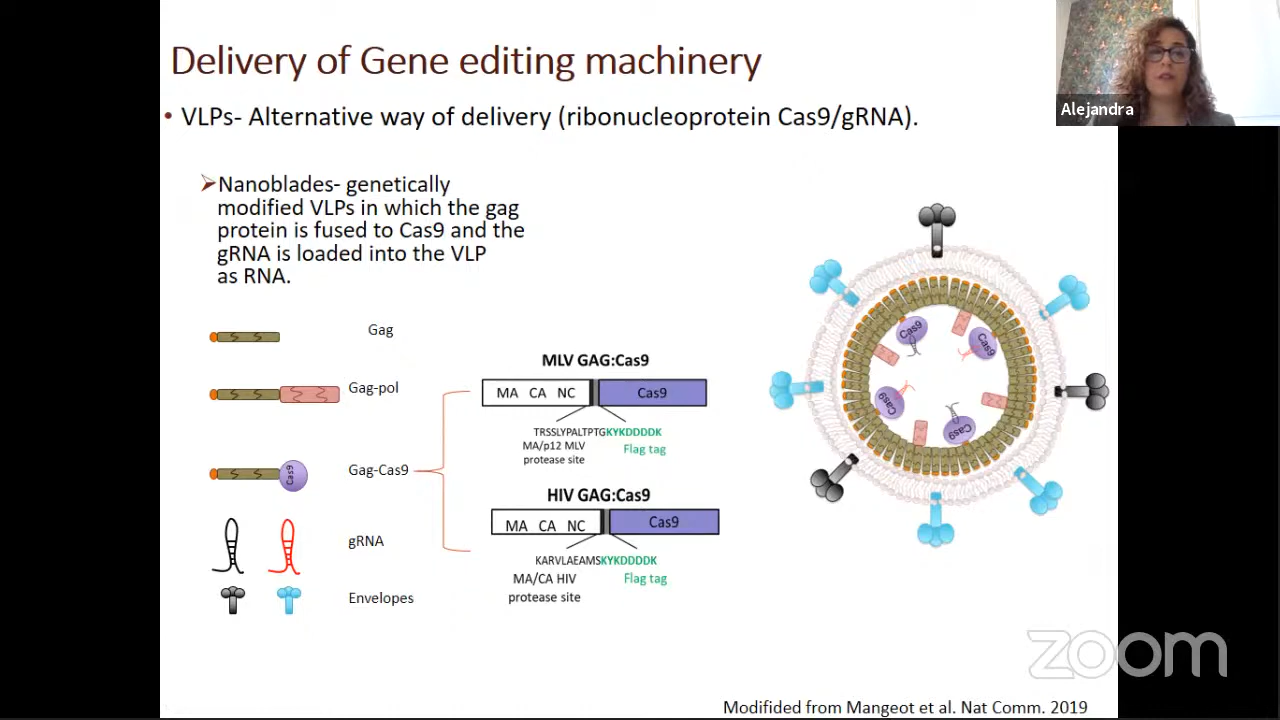 Delivery of Gene editing machinery
• VLPs- Alternative way of delivery (ribonucleoprotein Cas9/gRNA).
Alejandra
Nanoblades- genetically
modified VLPs in which the gag
protein is fused to Cas9 and the
gRNA is loaded into the VLP
as RNA.
Gag
Gag-pol
Cas9
Gag-Cas9
gRNA
Envelopes
MLV GAG:Cas9
MA CA NC
Cas9
TRSSLYPALTPTGKYKDDDDK
MA/p12 MLV
protease site
Flag tag
HIV GAG:Cas9
MA CA NC
Cas9
KARVLAEAMSKYKDDDDK
MA/CA HIV
protease site
Flag tag
Cas9
Cas9
Cas9
Cas9
zoom
Modifided from Mangeot et al. Nat Comm. 2019